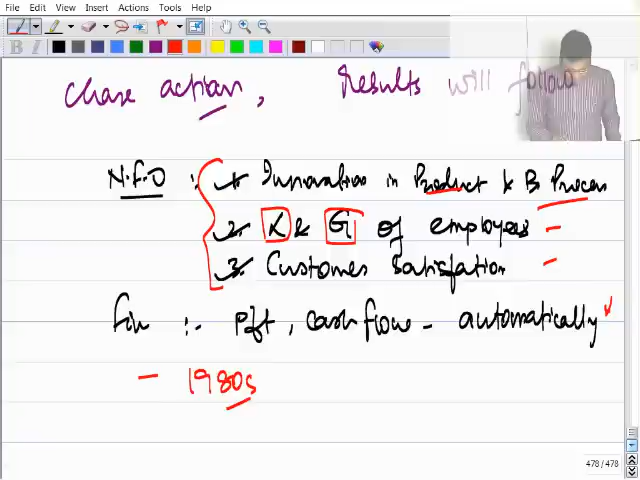 File Edit View Insert Actions Tools Help
Chase action, Results will follow
N.F.O :- 1. Innovation in Product & B Process
2. L & G of employees -
3. Customer Satisfaction -
Fin :- Pft, cash flow - automatically
- 1980s
478 / 478